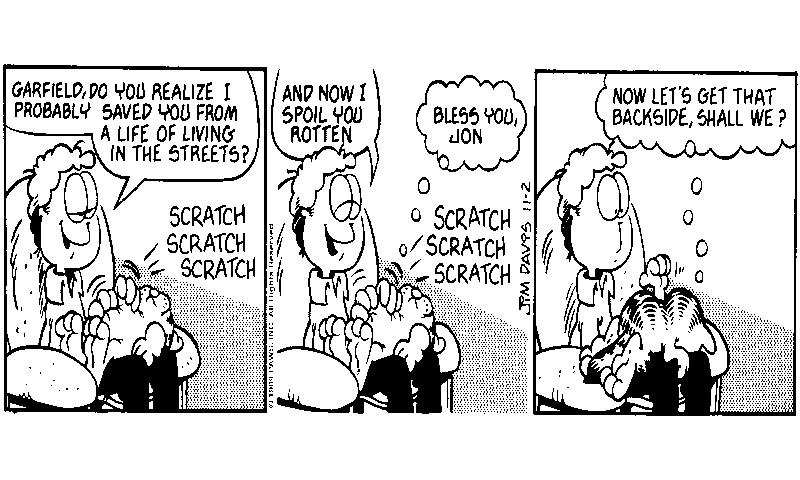 GARFIELD, DO YOU REALIZE I
PROBABLY SAVED YOU FROM
A LIFE OF LIVING
IN THE STREETS?
SCRATCH
SCRATCH
SCRATCH
AND NOW I
SPOIL YOU
ROTTEN
BLESS YOU,
JON
SCRATCH
SCRATCH
SCRATCH
JIM DAVIS 11-2
NOW LET'S GET THAT
BACKSIDE, SHALL WE?